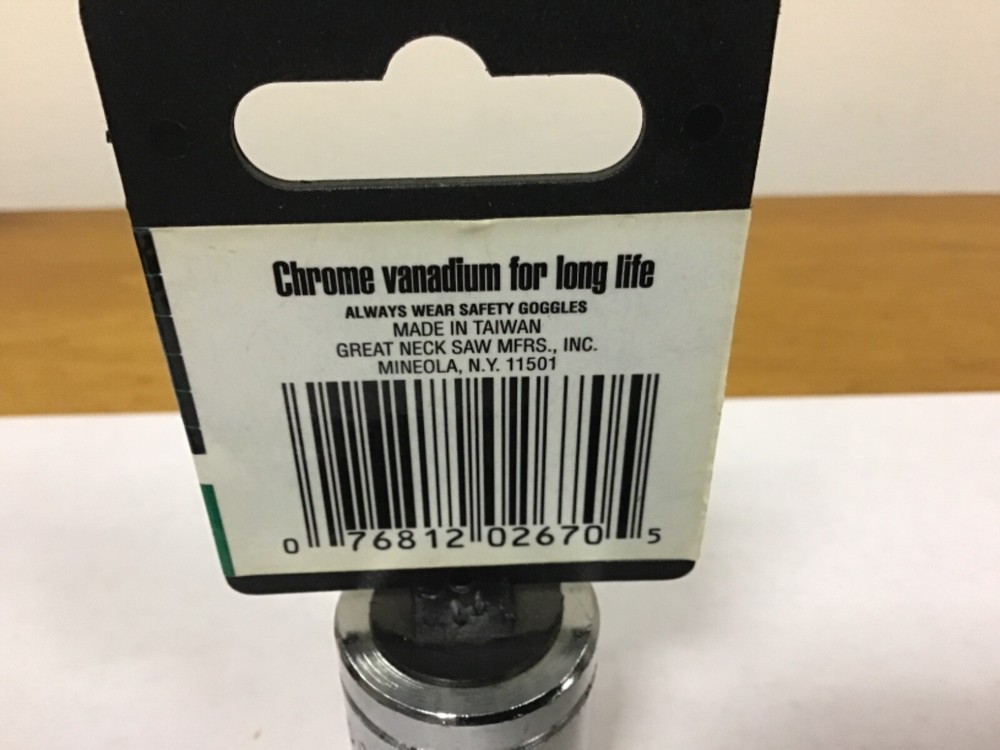 Chrome vanadium for long life
ALWAYS WEAR SAFETY GOGGLES
MADE IN TAIWAN
GREAT NECK SAW MFRS., INC.
MINEOLA, N.Y. 11501
0 76812 02670 5